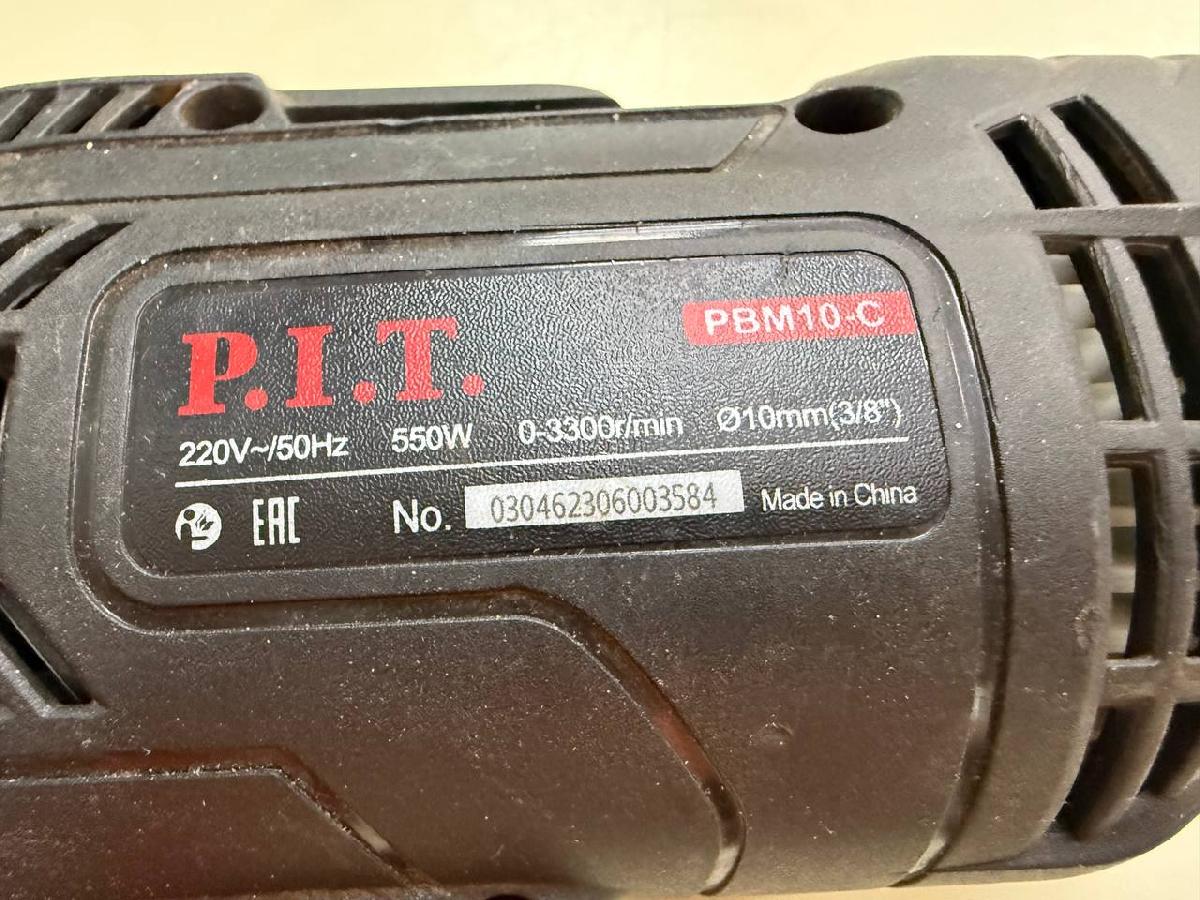 P.I.T.
PBM10-C
220V~/50Hz 550W 0-3300r/min Ø10mm(3/8")
EAC No. 030462306003584 Made in China